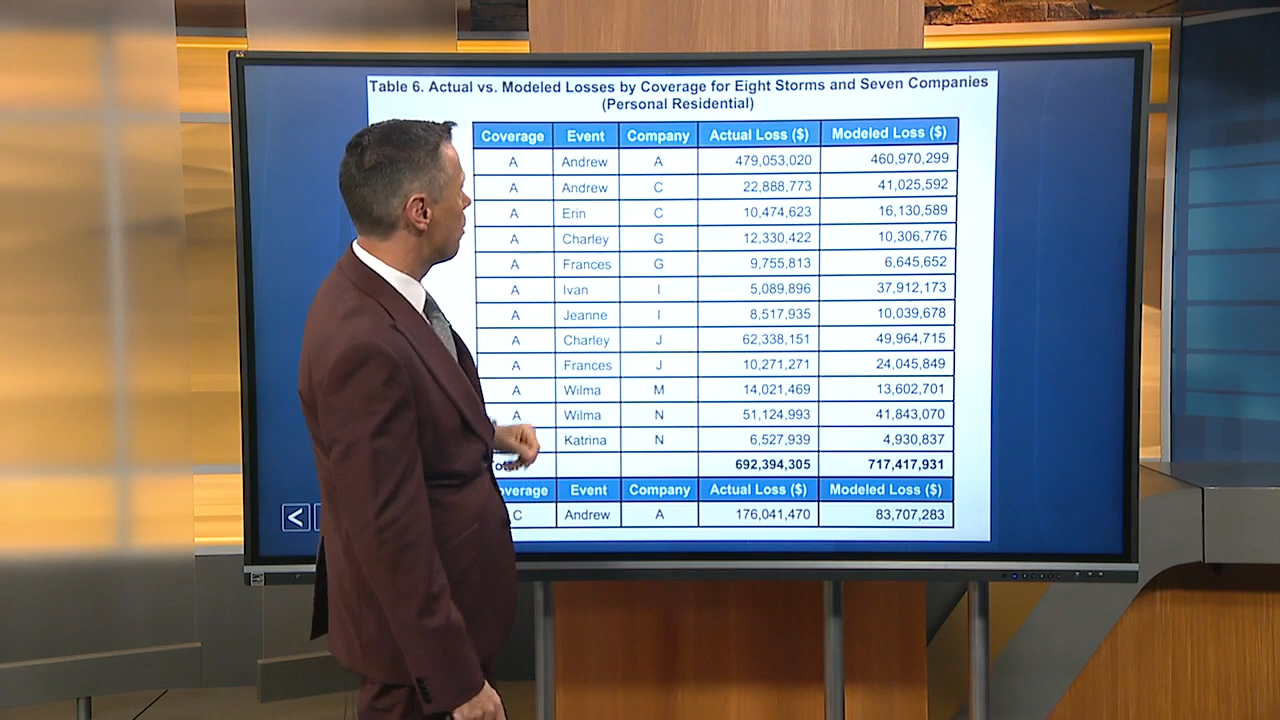 Table 6. Actual vs. Modeled Losses by Coverage for Eight Storms and Seven Companies
(Personal Residential)
Coverage Event Company Actual Loss ($) Modeled Loss ($)
A Andrew A 479,053,020 460,970,299
A Andrew C 22,888,773 41,025,592
A Erin C 10,474,623 16,130,589
A Charley G 12,330,422 10,306,776
A Frances G 9,755,813 6,645,652
A Ivan I 5,089,896 37,912,173
A Jeanne I 8,517,935 10,039,678
A Charley J 62,338,151 49,964,715
A Frances J 10,271,271 24,045,849
A Wilma M 14,021,469 13,602,701
A Wilma N 51,124,993 41,843,070
Katrina N 6,527,939 4,930,837
692,394,305 717,417,931
Event Company Actual Loss ($) Modeled Loss ($)
C Andrew A 176,041,470 83,707,283
<